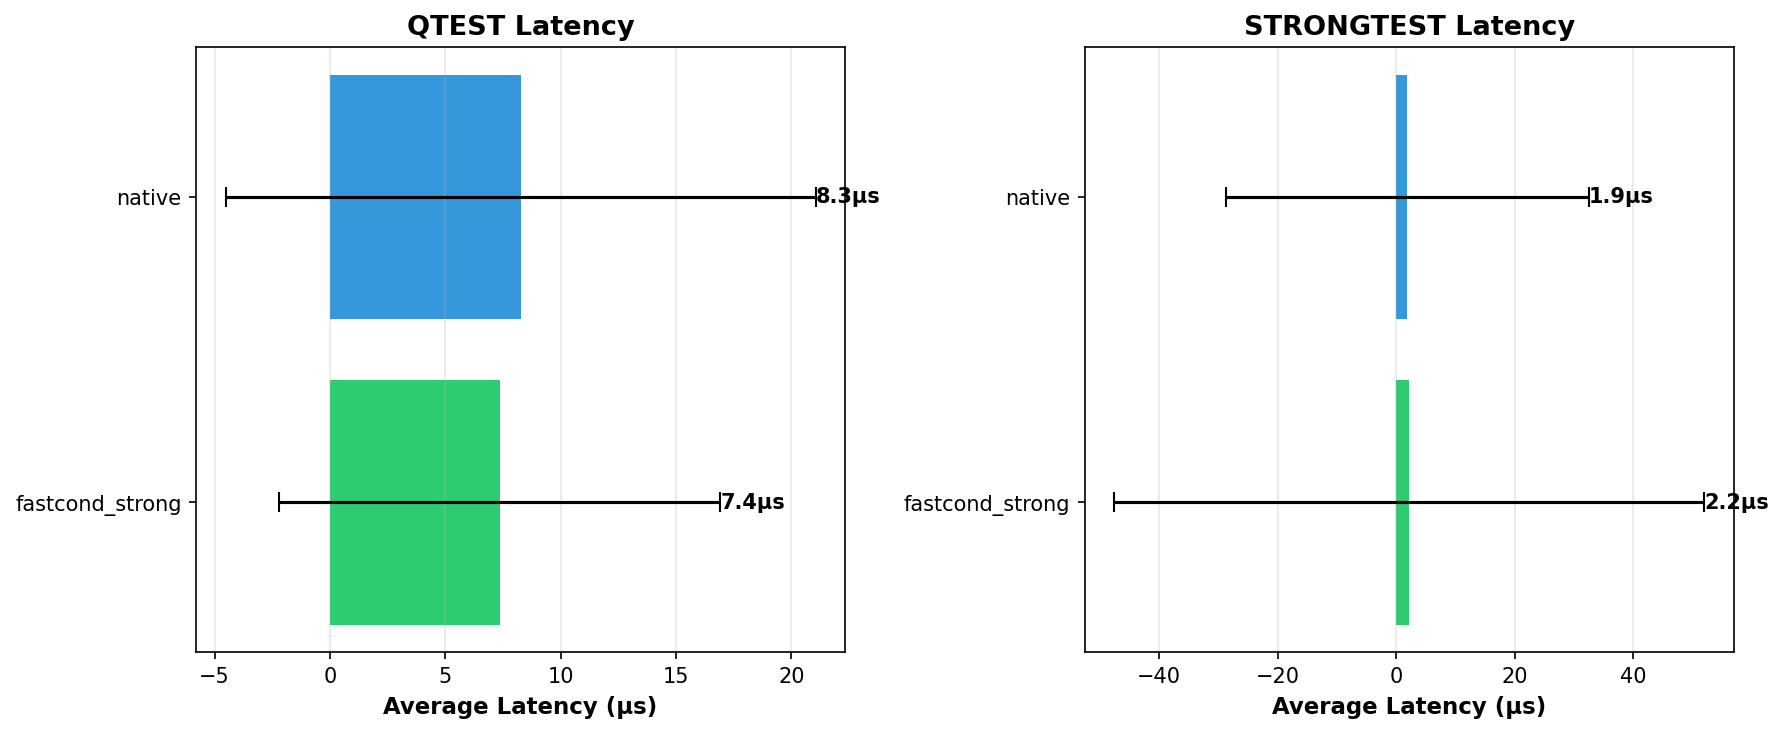 QTEST Latency
native
8.3µs
fastcond_strong
7.4µs
−5 0 5 10 15 20
Average Latency (µs)
STRONGTEST Latency
native
1.9µs
fastcond_strong
2.2µs
−40 −20 0 20 40
Average Latency (µs)